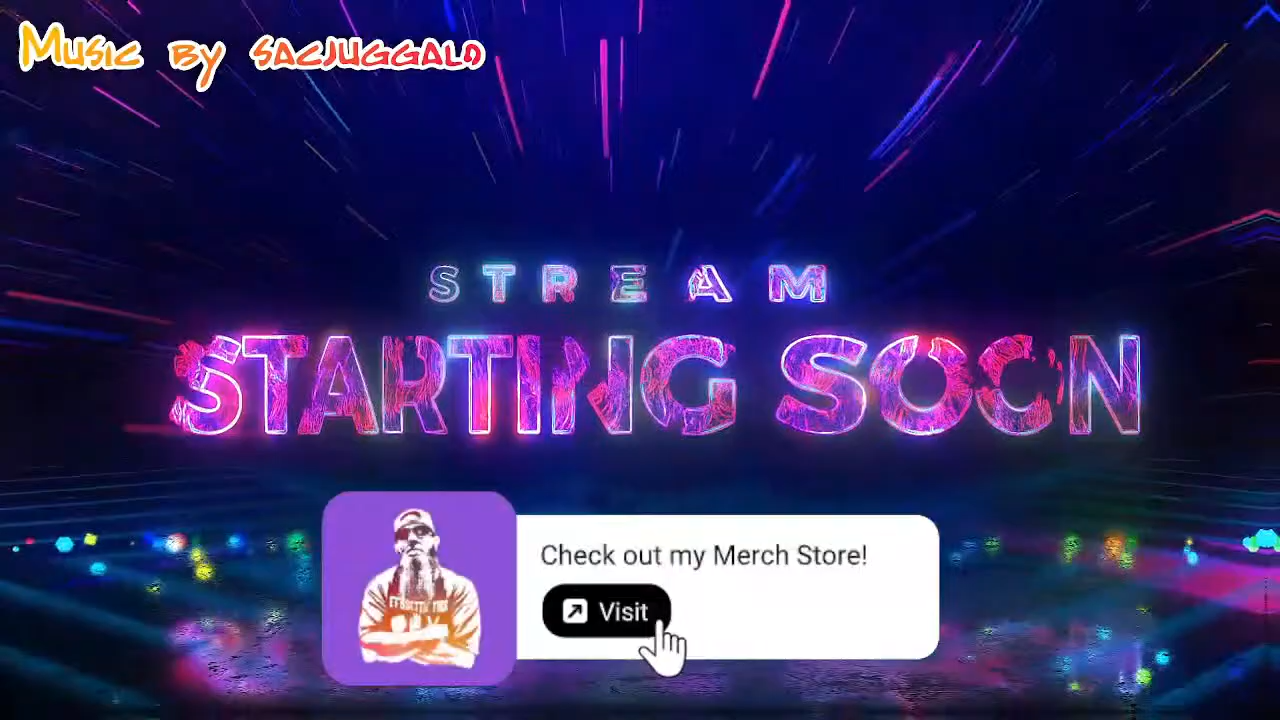 Music by sacjuggalo
STREAM
STARTING SOON
Check out my Merch Store!
Visit